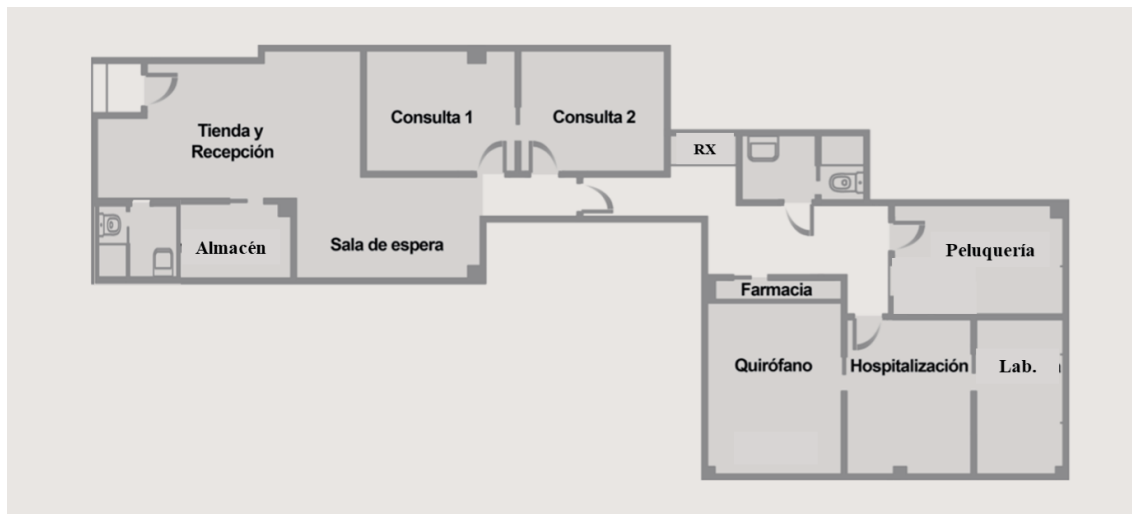 Consulta 1
Consulta 2
Tienda y
Recepción
RX
Almacén
Sala de espera
Peluquería
Farmacia
Quirófano
Hospitalización
Lab.